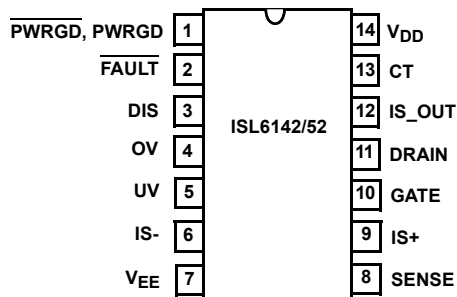 PWRGD, PWRGD 1
FAULT 2
DIS 3
OV 4
UV 5
IS- 6
VEE 7
ISL6142/52
14 VDD
13 CT
12 IS_OUT
11 DRAIN
10 GATE
9 IS+
8 SENSE